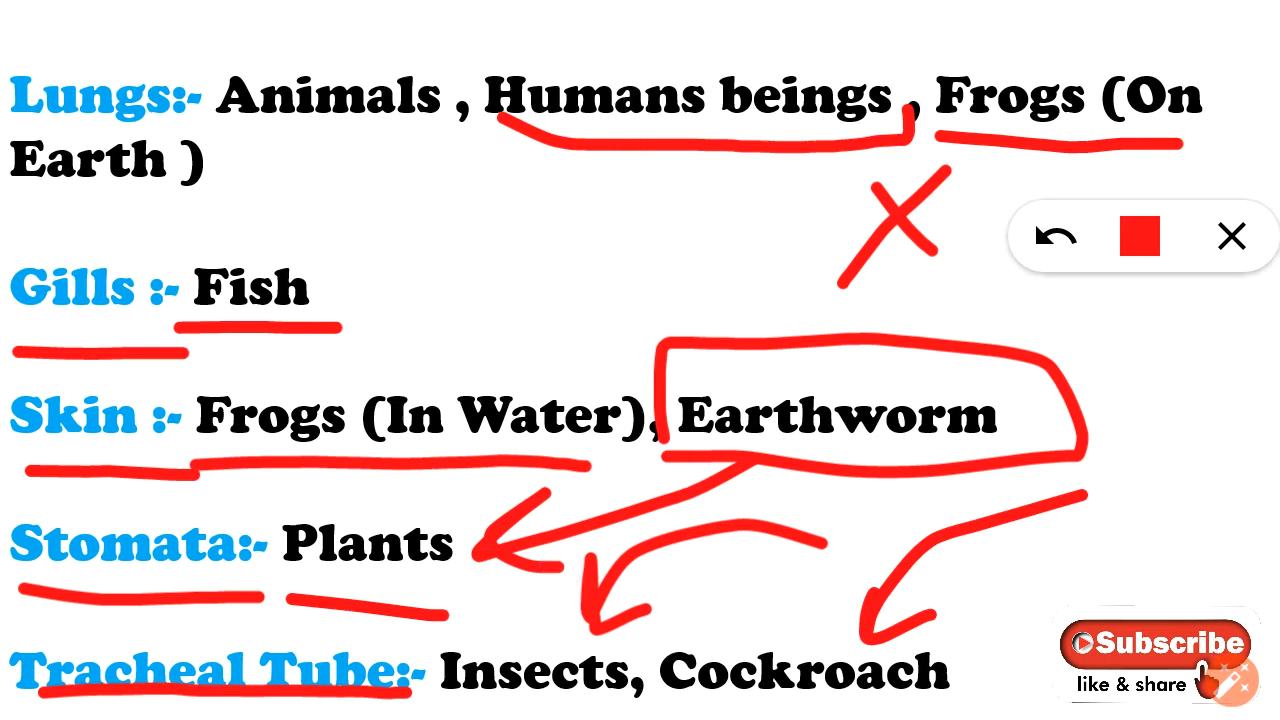 Lungs:- Animals , Humans beings , Frogs (On
Earth )
Gills :- Fish
Skin :- Frogs (In Water), Earthworm
Stomata:- Plants
Tracheal Tube:- Insects, Cockroach
Subscribe
like & share